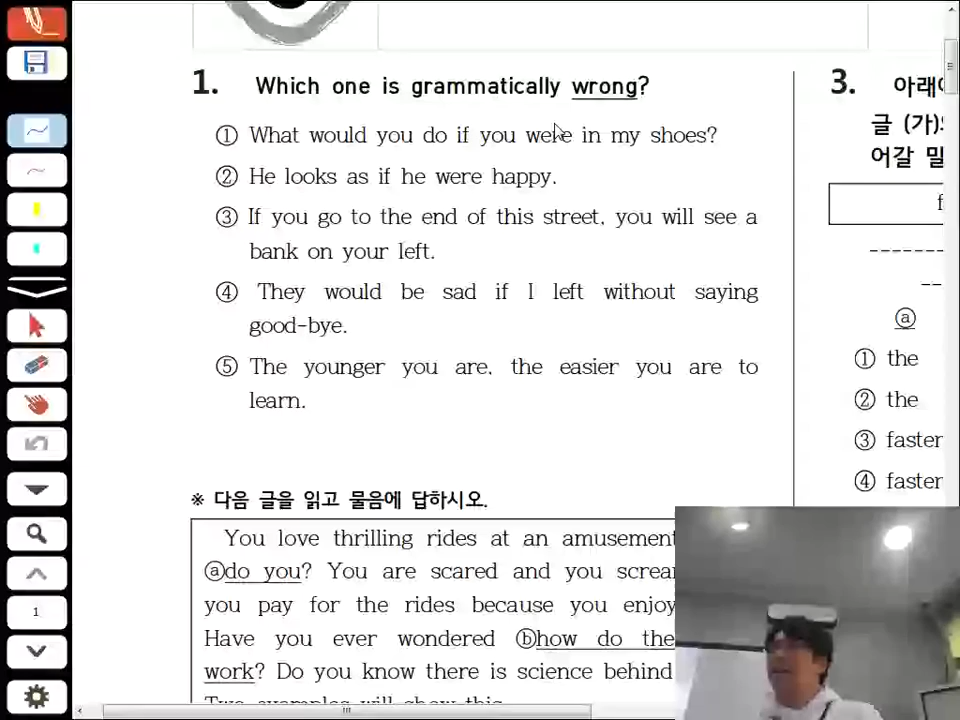 1. Which one is grammatically wrong?
① What would you do if you were in my shoes?
② He looks as if he were happy.
③ If you go to the end of this street, you will see a
bank on your left.
④ They would be sad if I left without saying
good-bye.
⑤ The younger you are, the easier you are to
learn.
※ 다음 글을 읽고 물음에 답하시오.
You love thrilling rides at an amusement
ⓐdo you? You are scared and you
you pay for the rides because you enjoy
Have you ever wondered ⓑhow do
work? Do you know there is science behind
Two examples will show this
3. 아래
글 (가)
어갈 밑
ⓐ
① the
② the
③ faster
④ faster
1